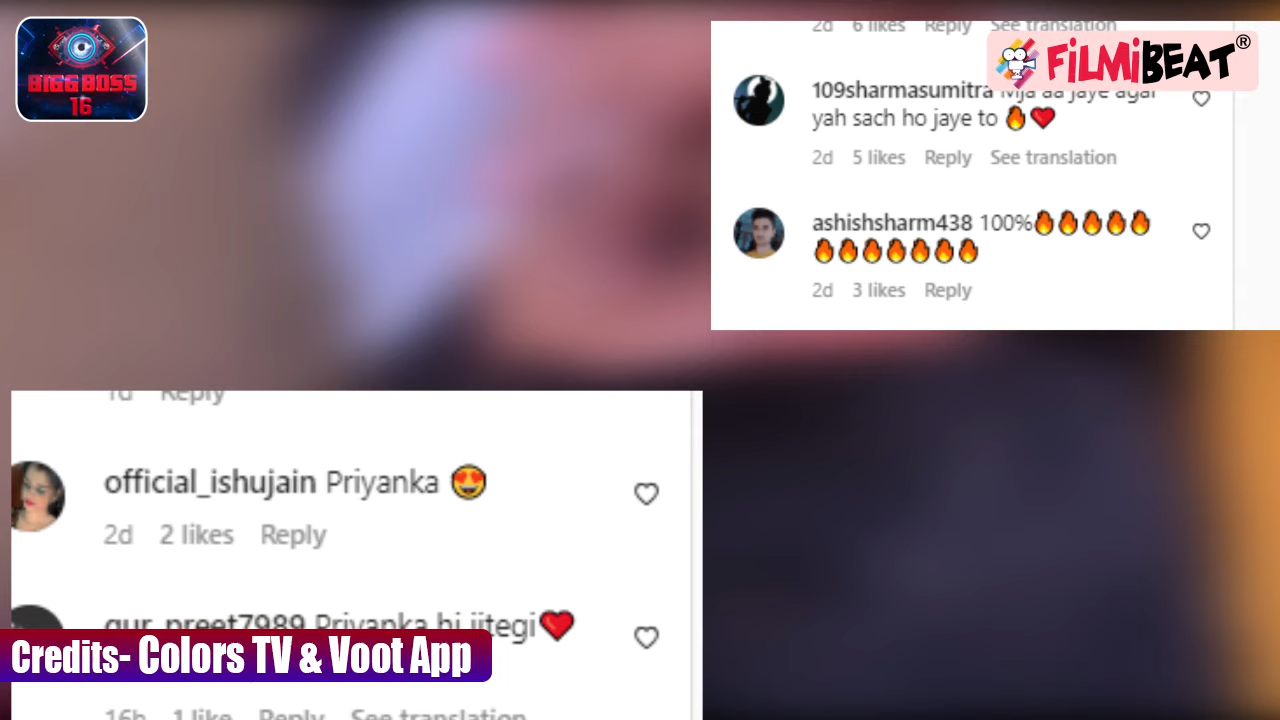 BIGG BOSS
16
FiLMiBEAT®
2d 6 likes Reply See translation
109sharmasumitra Mja aa jaye agar
yah sach ho jaye to 🔥❤️
2d 5 likes Reply See translation
ashishsharm438 100%🔥🔥🔥🔥🔥
🔥🔥🔥🔥🔥🔥🔥
2d 3 likes Reply
1d Reply
official_ishujain Priyanka 😍
2d 2 likes Reply
gur_preet7989 Priyanka hi jitegi❤️
Credits- Colors TV & Voot App
16h 1 like Reply See translation